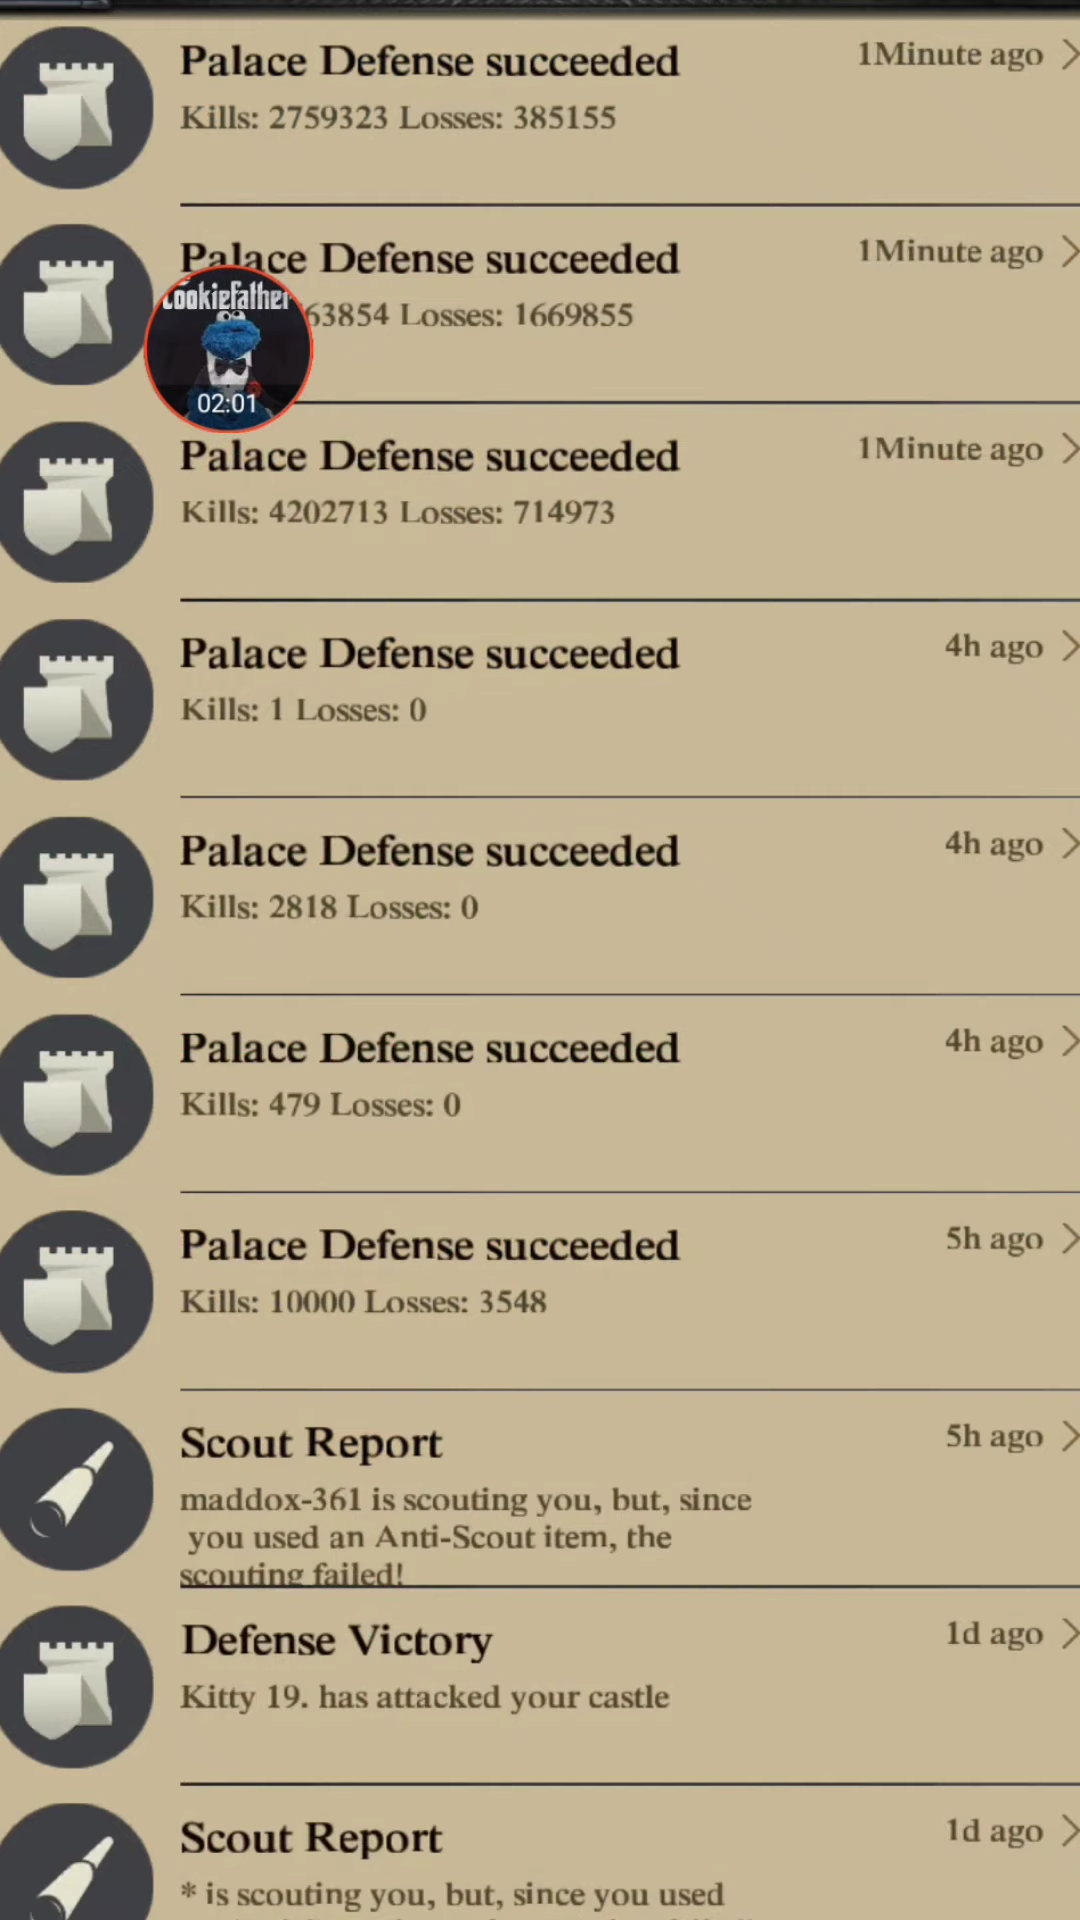 Palace Defense succeeded
1Minute ago
Kills: 2759323 Losses: 385155
Palace Defense succeeded
1Minute ago
Cookiefather
63854 Losses: 1669855
02:01
Palace Defense succeeded
1Minute ago
Kills: 4202713 Losses: 714973
Palace Defense succeeded
4h ago
Kills: 1 Losses: 0
Palace Defense succeeded
4h ago
Kills: 2818 Losses: 0
Palace Defense succeeded
4h ago
Kills: 479 Losses: 0
Palace Defense succeeded
5h ago
Kills: 10000 Losses: 3548
Scout Report
5h ago
maddox-361 is scouting you, but, since
you used an Anti-Scout item, the
scouting failed!
Defense Victory
1d ago
Kitty 19. has attacked your castle
Scout Report
1d ago
* is scouting you, but, since you used